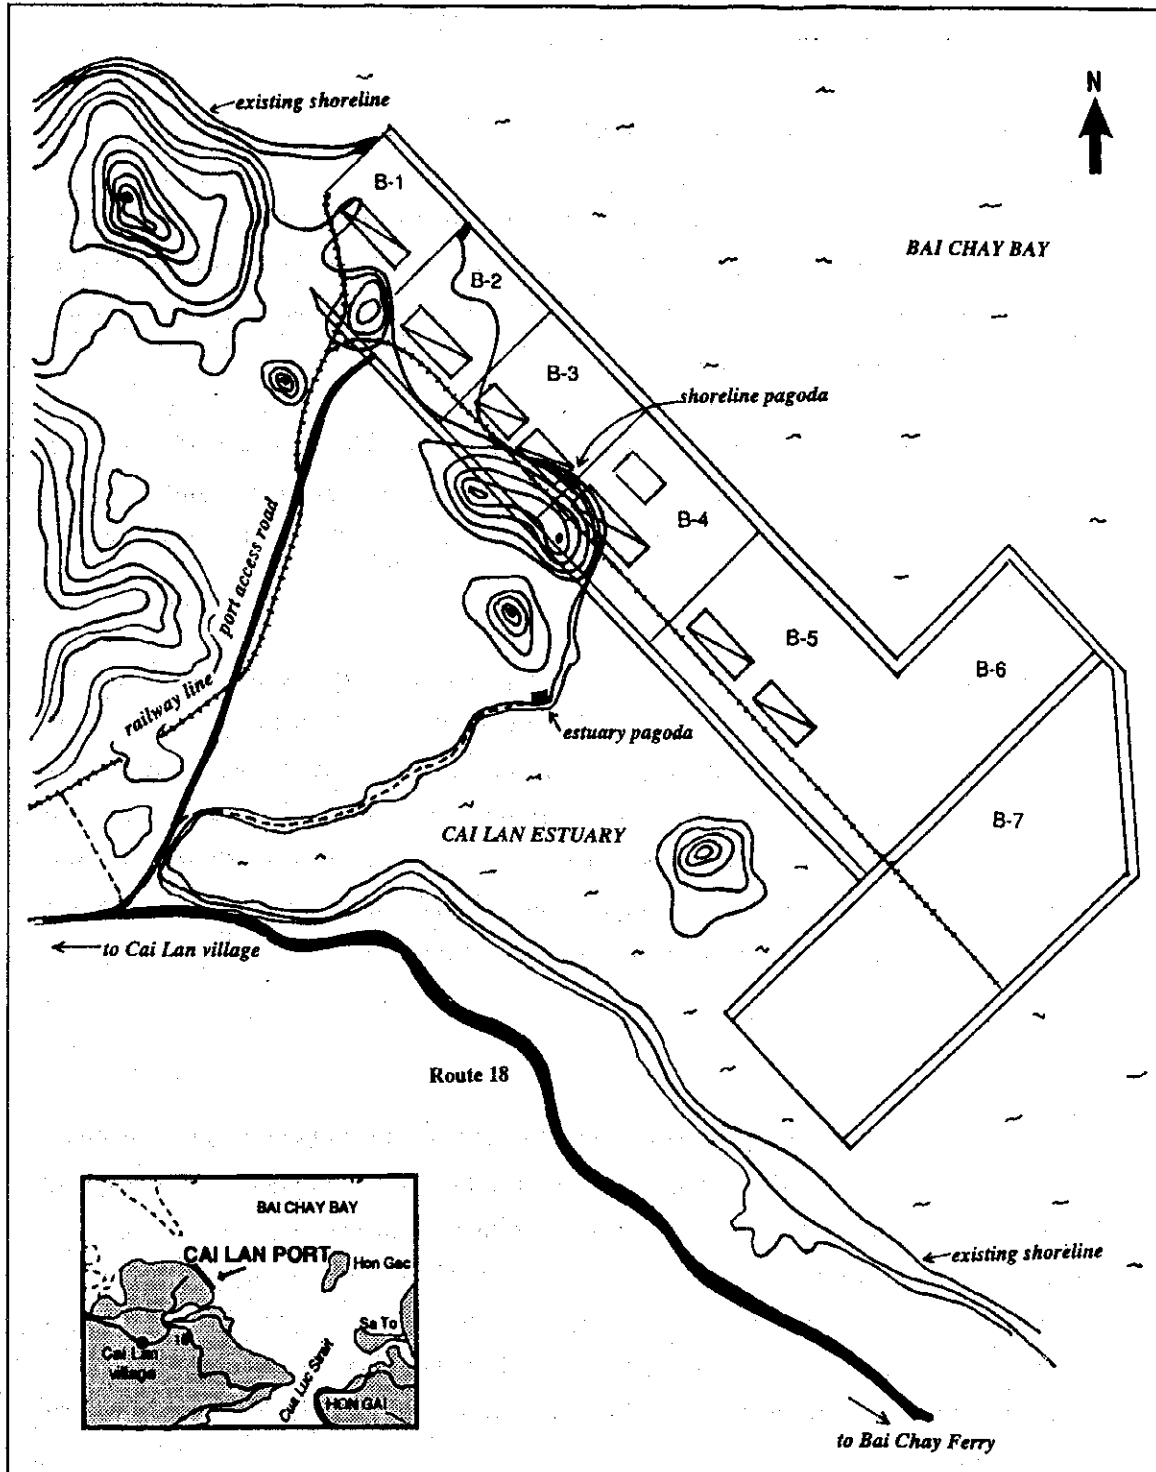 existing shoreline
N
B-1
BAI CHAY BAY
B-2
B-3
shoreline pagoda
B-4
port access road
B-5
B-6
railway line
estuary pagoda
B-7
CAI LAN ESTUARY
to Cai Lan village
Route 18
existing shoreline
to Bai Chay Ferry
BAI CHAY BAY
CAI LAN PORT
Hon Gac
Sa To
18
Cai Lan
village
Cua Luc Strait
HON GAI